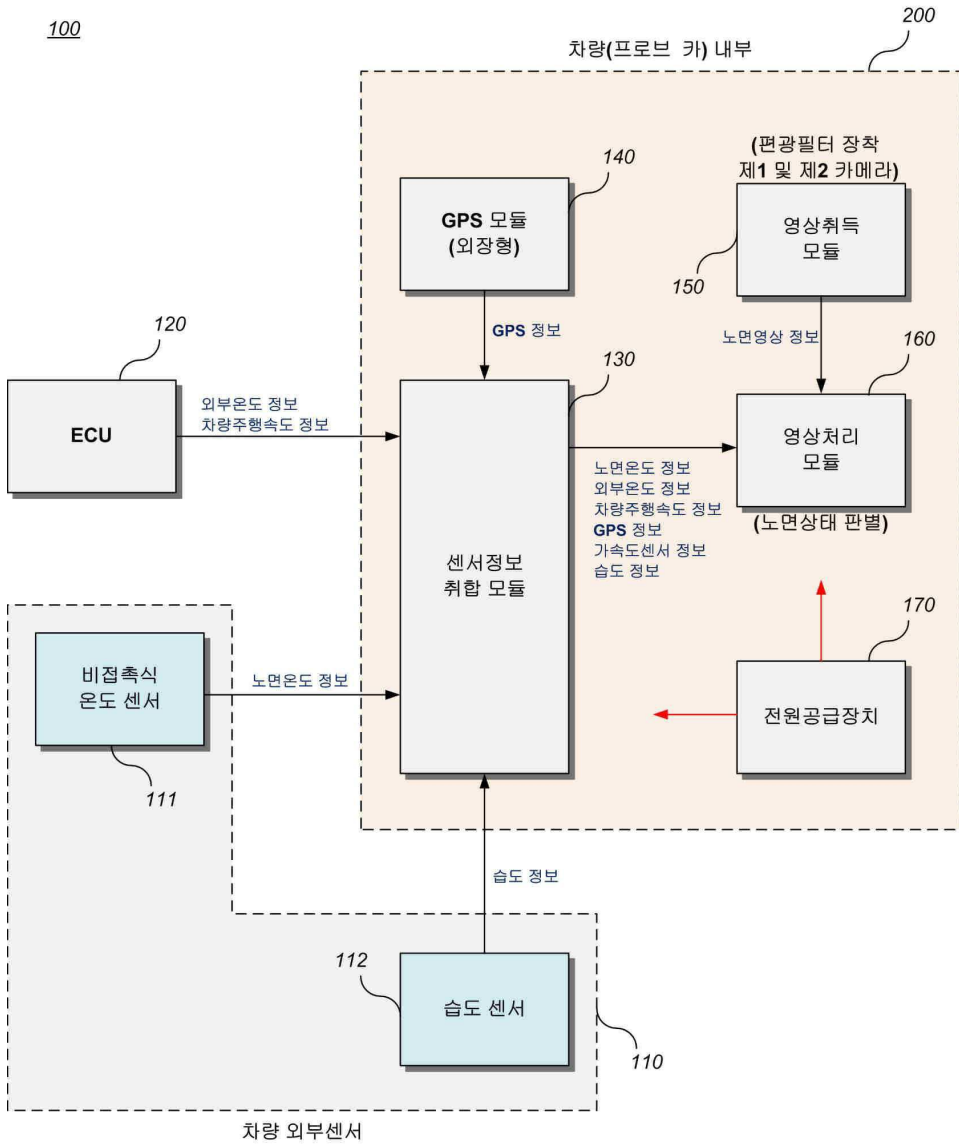 100
200
차량(프로브 카) 내부
140
GPS 모듈
(외장형)
(편광필터 장착
제1 및 제2 카메라)
영상취득
모듈
150
GPS 정보
노면영상 정보
120
ECU
외부온도 정보
차량주행속도 정보
130
센서정보
취합 모듈
160
영상처리
모듈
(노면상태 판별)
노면온도 정보
외부온도 정보
차량주행속도 정보
GPS 정보
가속도센서 정보
습도 정보
170
전원공급장치
비접촉식
온도 센서
111
노면온도 정보
습도 정보
112
습도 센서
110
차량 외부센서